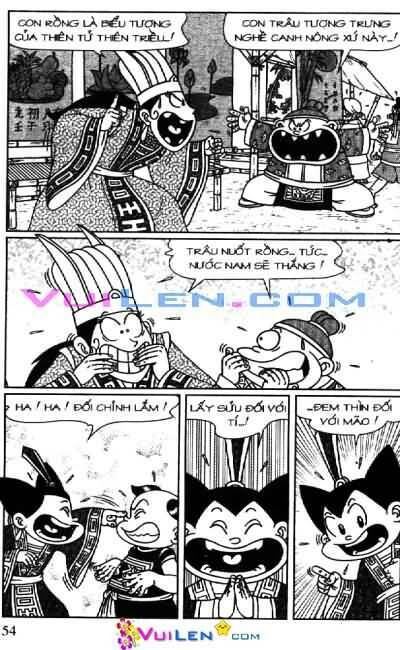 CON RỒNG LÀ BIỂU TƯỢNG
CỦA THIÊN TỬ THIÊN TRIỀU..!
CON TRÂU TƯỢNG TRƯNG
NGHỀ CANH NÔNG XỨ NÀY...!
TRÂU NUỐT RỒNG... TỨC...
NƯỚC NAM SẼ THẮNG!
VUILEN.COM
HA! HA! ĐỐI CHỈNH LẮM!
LẤY SỬU ĐỐI VỚI
TÍ...!
...ĐEM THÌN ĐỐI
VỚI MÃO!
54
VUILEN.COM